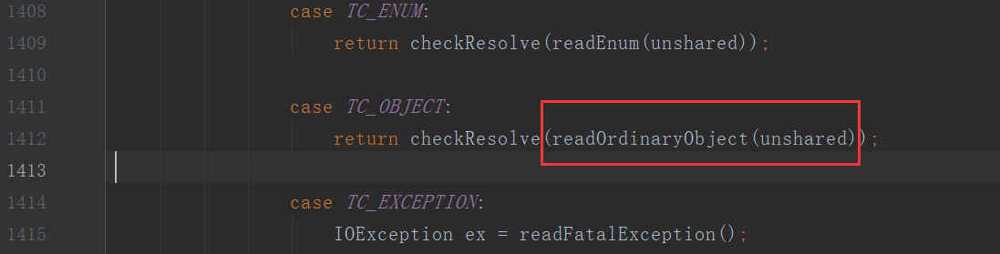 1408 case TC_ENUM:
1409 return checkResolve(readEnum(unshared));
1410
1411 case TC_OBJECT:
1412 return checkResolve(readOrdinaryObject(unshared));
1413
1414 case TC_EXCEPTION:
1415 IOException ex = readFatalException();